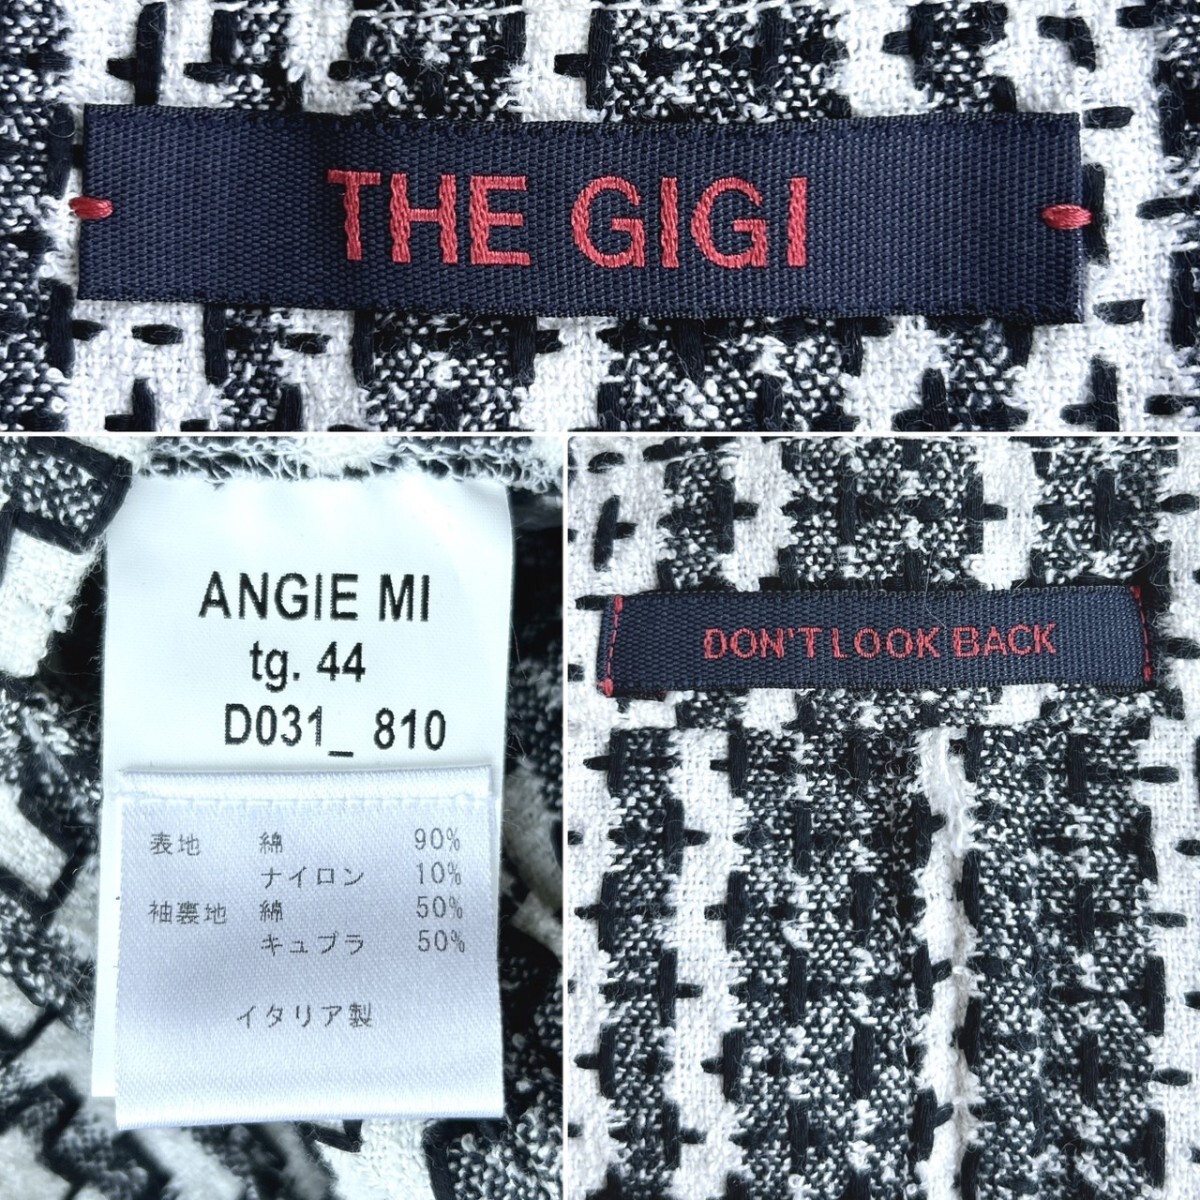 THE GIGI
ANGIE MI
tg. 44
D031_ 810
表地 綿 90%
ナイロン 10%
袖裏地 綿 50%
キュプラ 50%
イタリア製
DON'T LOOK BACK